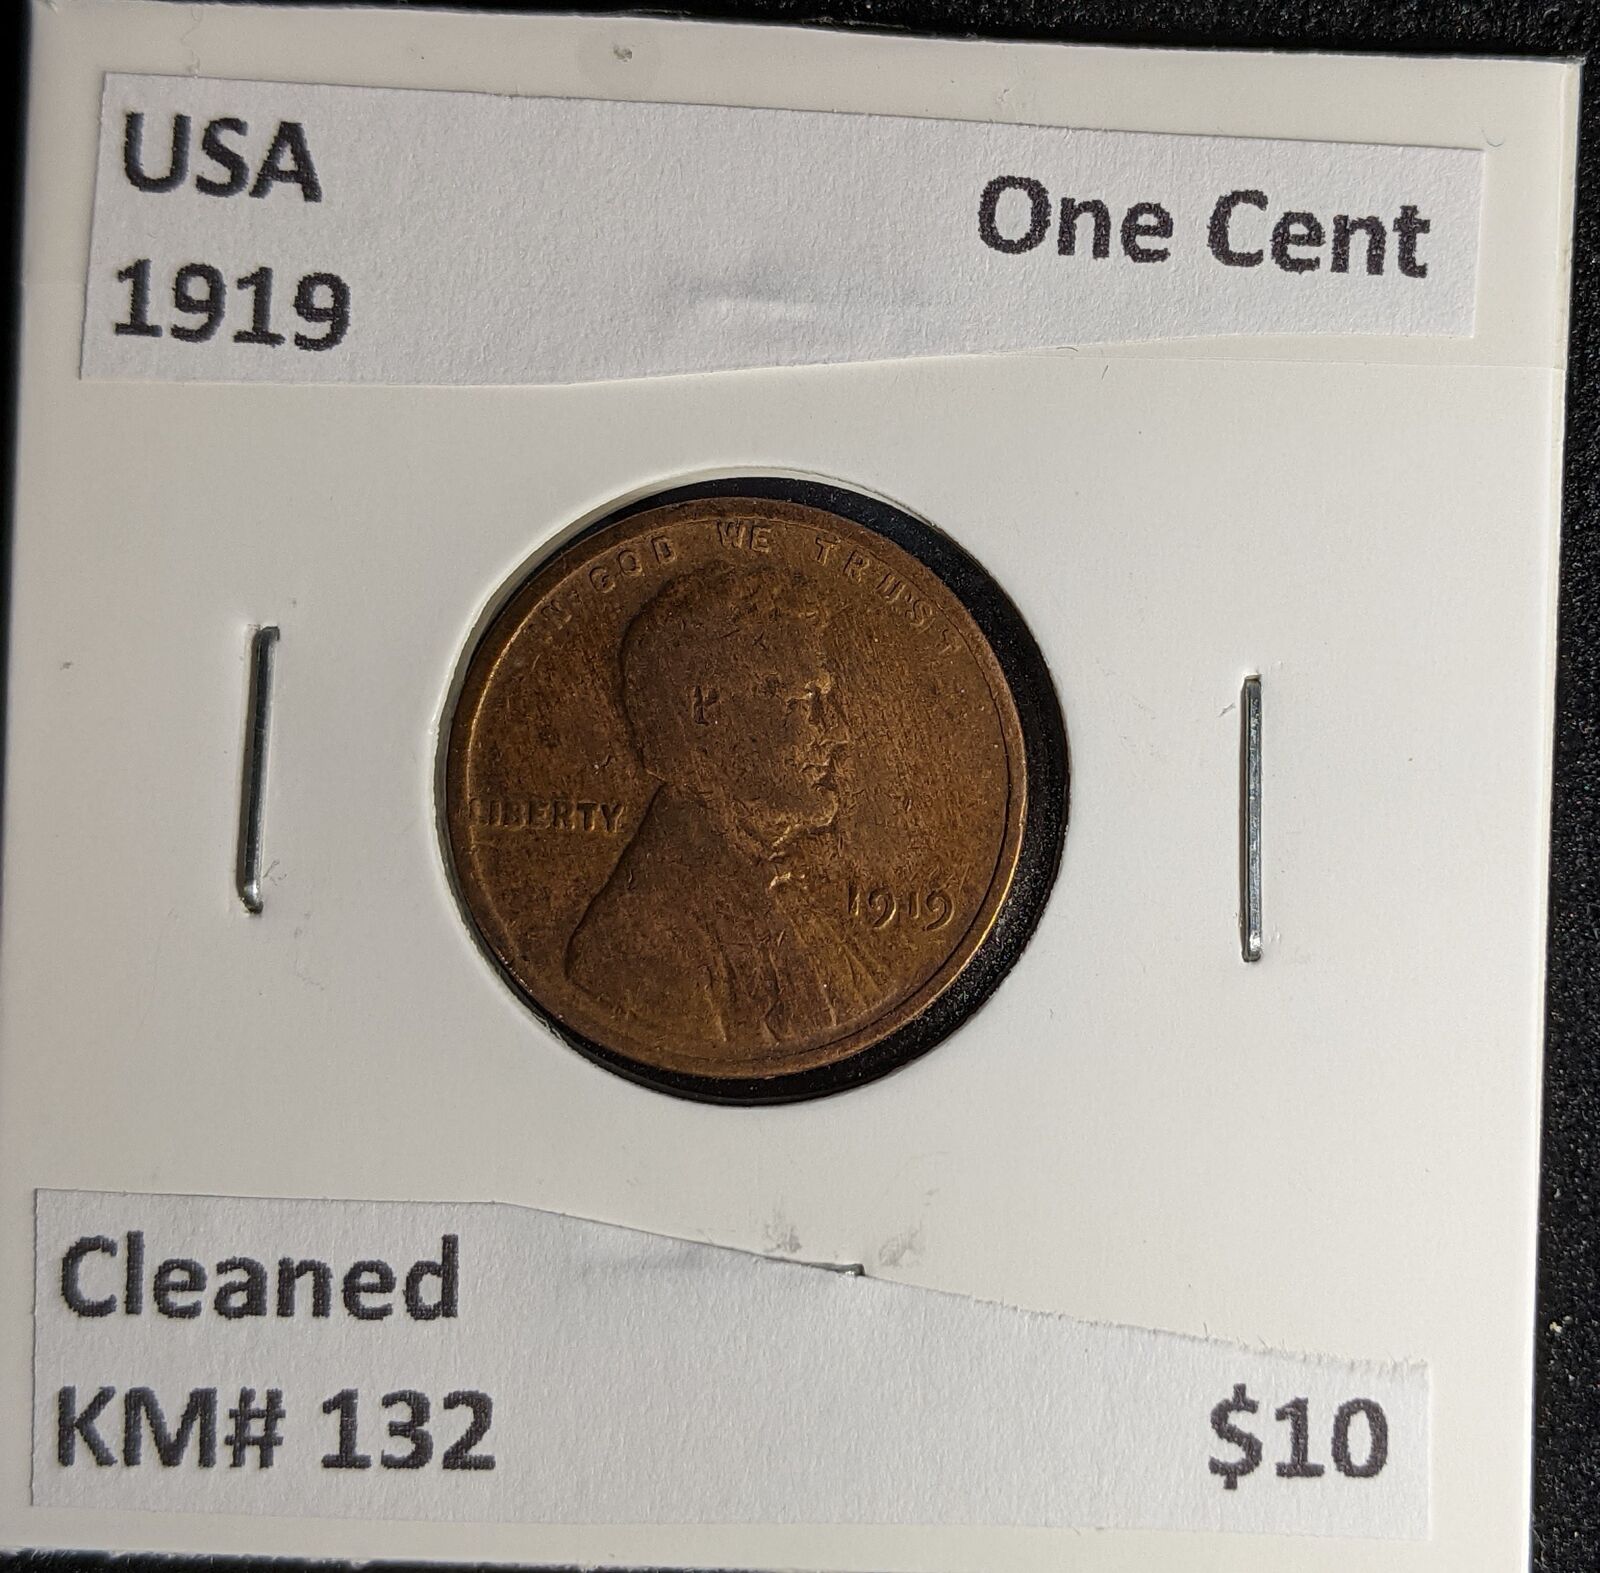 USA
One Cent
1919
IN GOD WE TRUST
LIBERTY
1919
Cleaned
KM# 132
$10